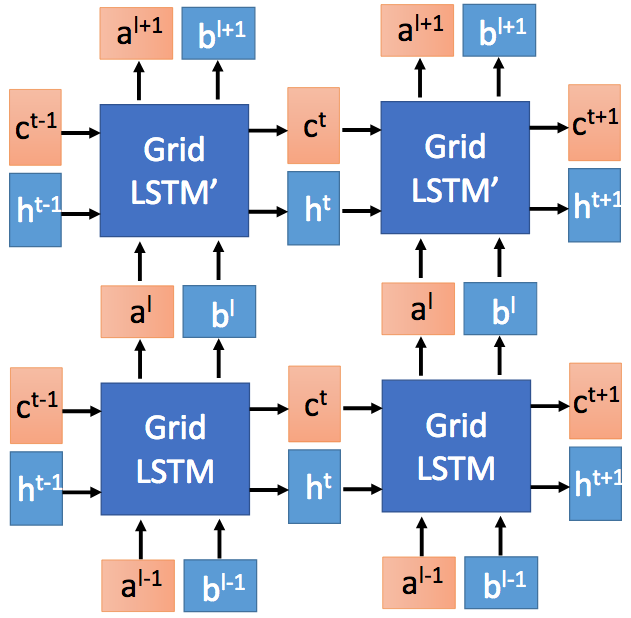 a^{l+1} b^{l+1} a^{l+1} b^{l+1}
c^{t-1} c^t c^{t+1}
Grid LSTM’ Grid LSTM’
h^{t-1} h^t h^{t+1}
a^l b^l a^l b^l
c^{t-1} c^t c^{t+1}
Grid LSTM Grid LSTM
h^{t-1} h^t h^{t+1}
a^{l-1} b^{l-1} a^{l-1} b^{l-1}